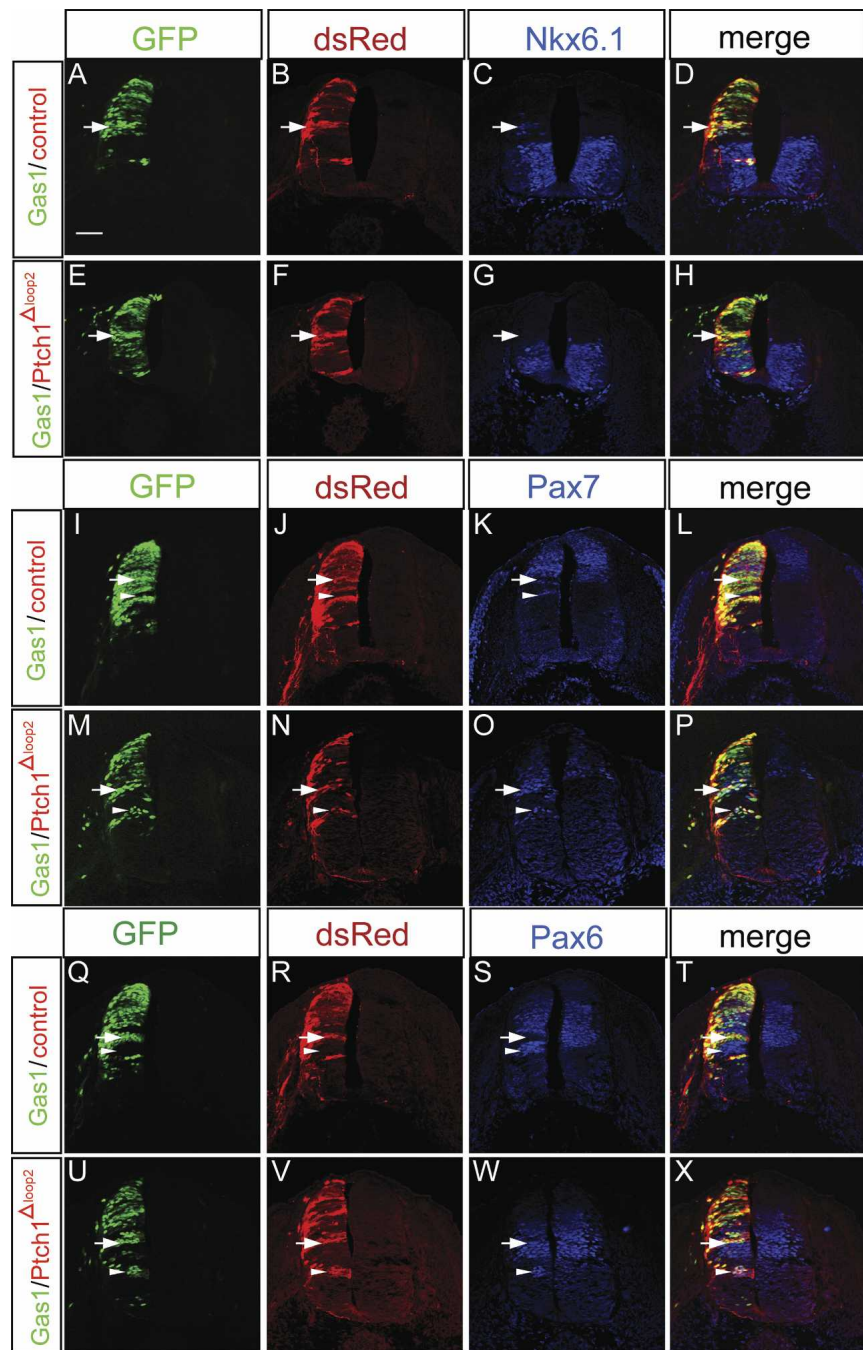 GFP dsRed Nkx6.1 merge
Gas1/control
A B C D
Gas1/Ptch1Δloop2
E F G H
GFP dsRed Pax7 merge
Gas1/control
I J K L
Gas1/Ptch1Δloop2
M N O P
GFP dsRed Pax6 merge
Gas1/control
Q R S T
Gas1/Ptch1Δloop2
U V W X